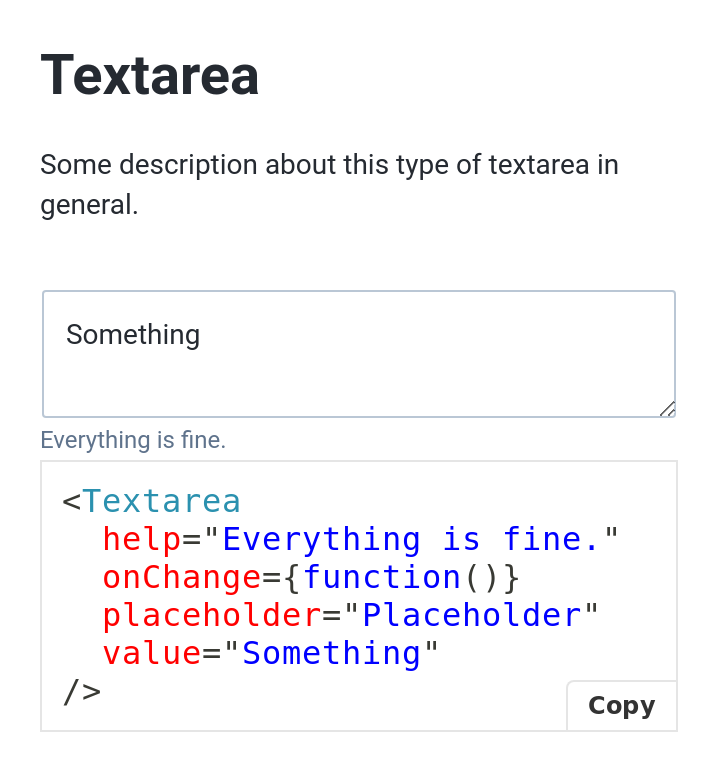 Textarea
Some description about this type of textarea in
general.
Something
Everything is fine.
<Textarea
  help="Everything is fine."
  onChange={function()}
  placeholder="Placeholder"
  value="Something"
/>
Copy